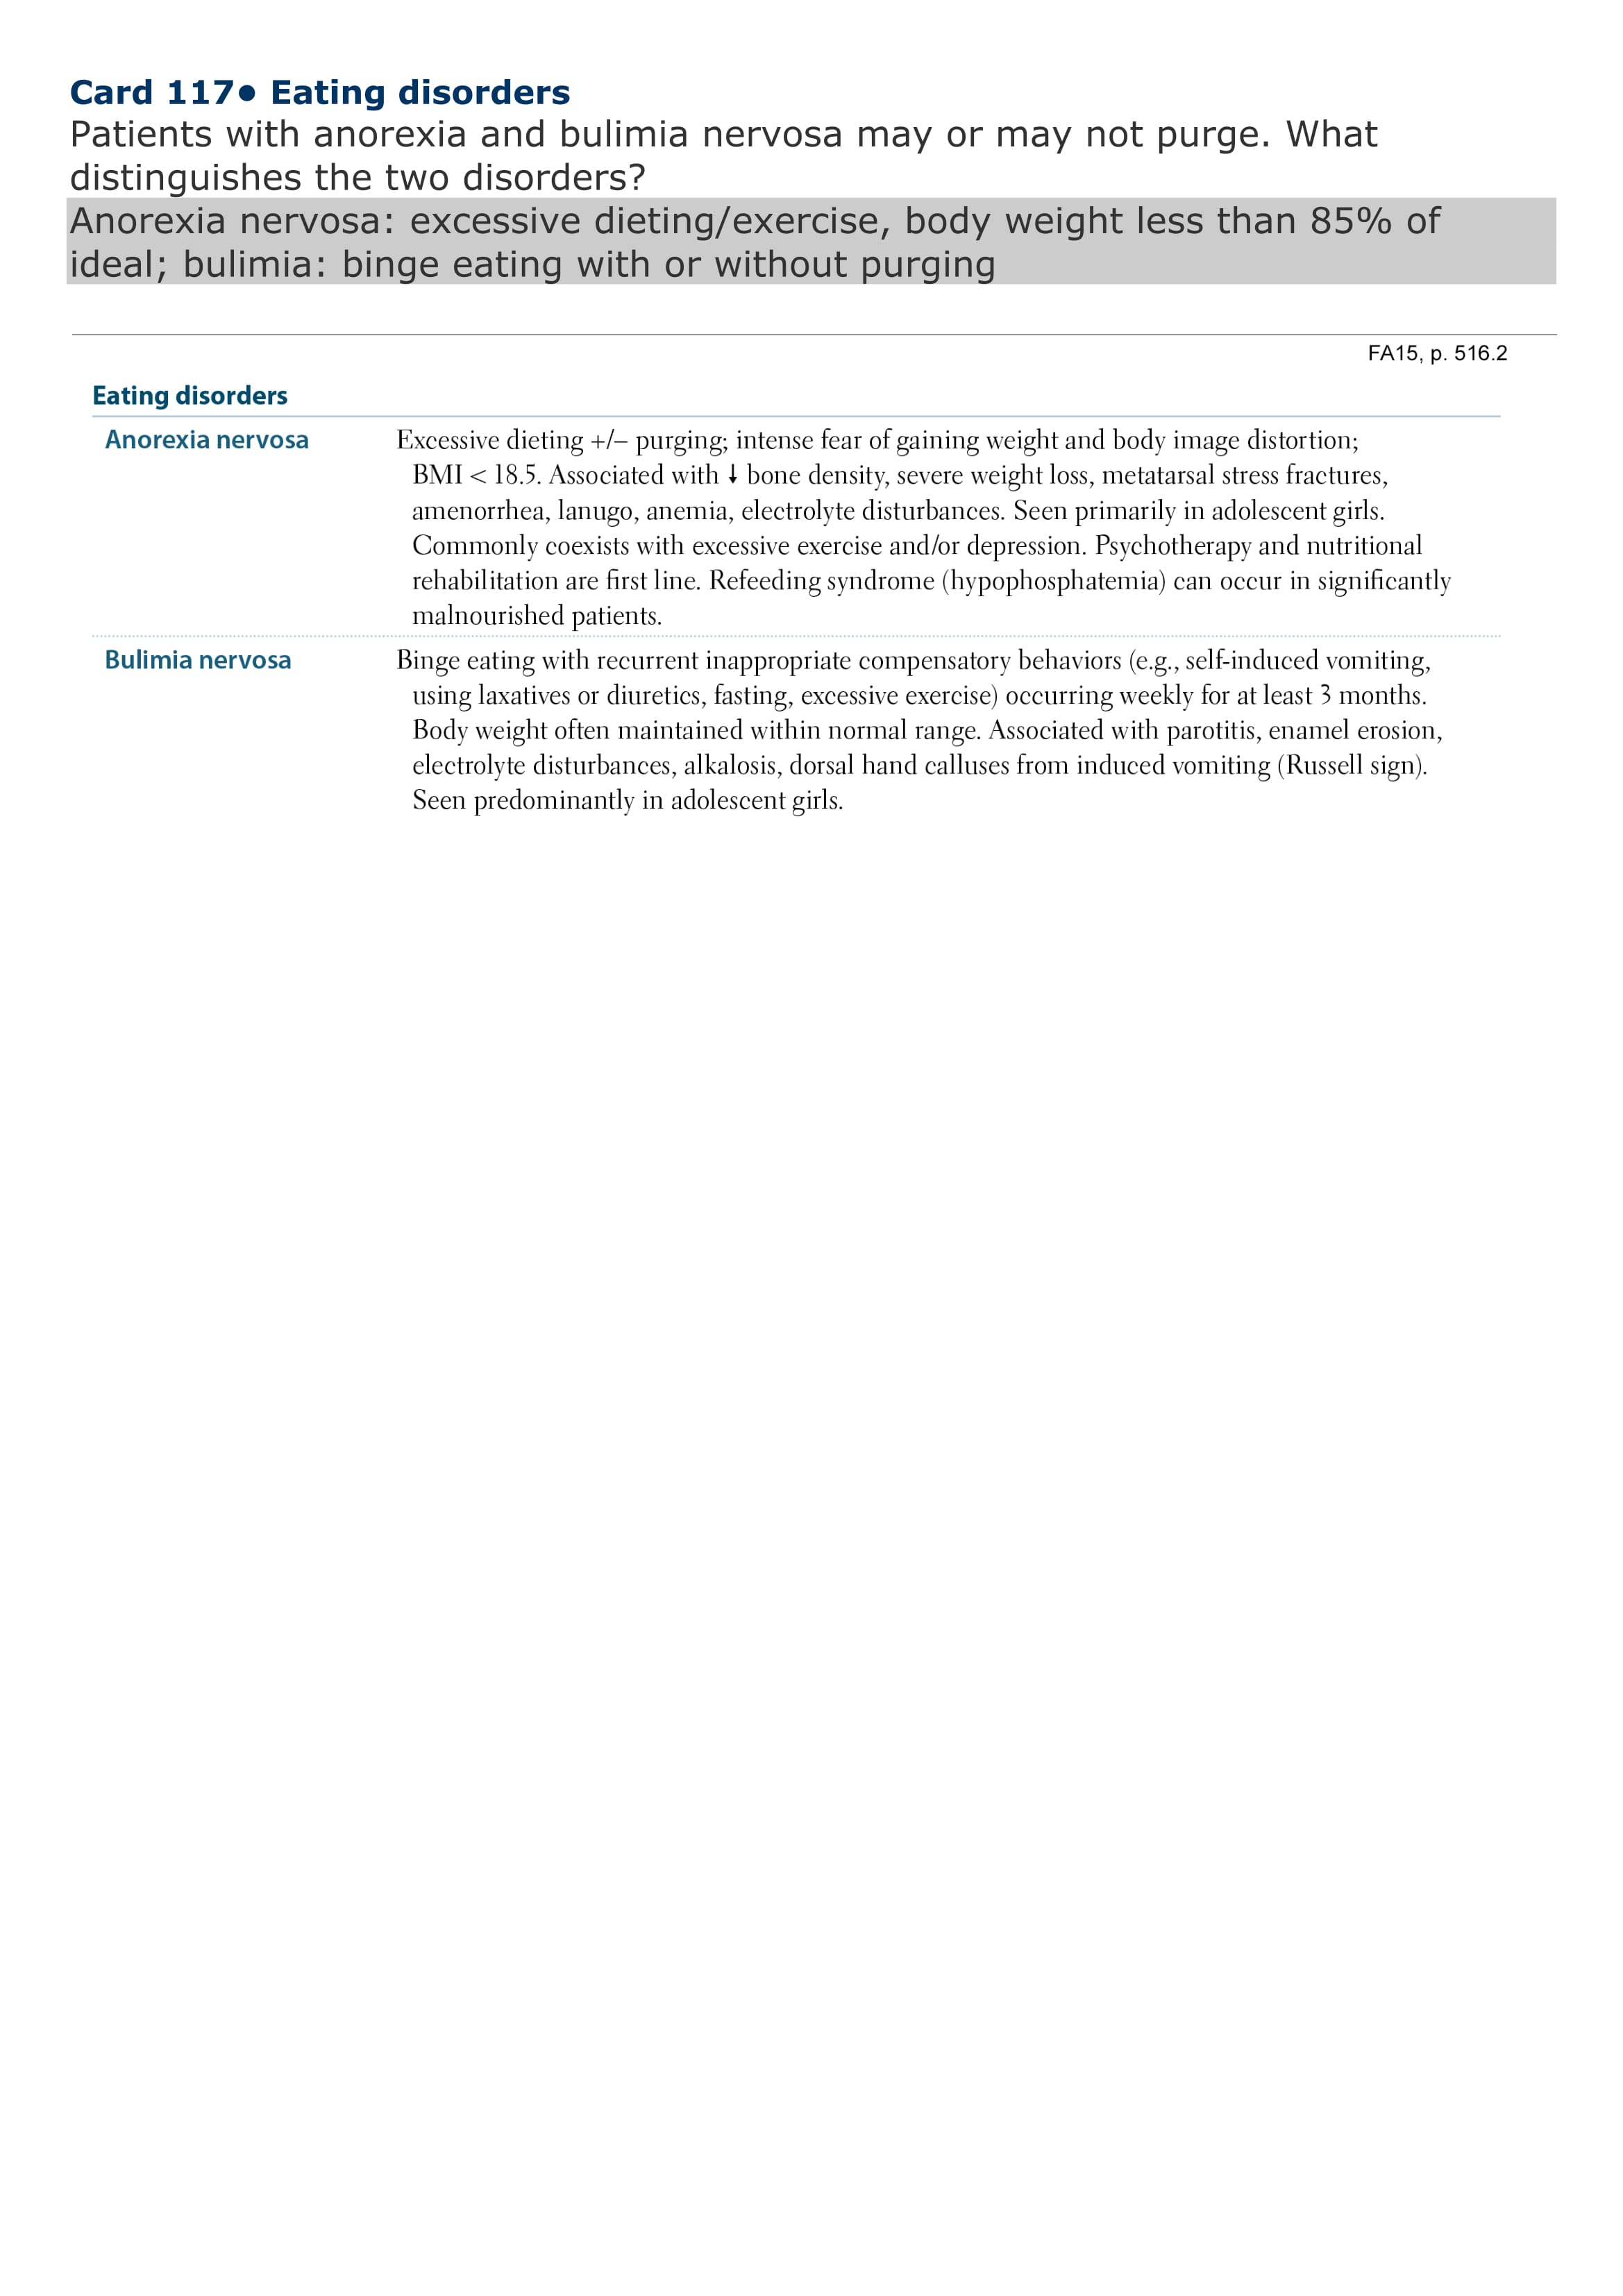 Card 117● Eating disorders
Patients with anorexia and bulimia nervosa may or may not purge. What
distinguishes the two disorders?
Anorexia nervosa: excessive dieting/exercise, body weight less than 85% of
ideal; bulimia: binge eating with or without purging
FA15, p. 516.2
Eating disorders
Anorexia nervosa
Excessive dieting +/– purging; intense fear of gaining weight and body image distortion;
BMI < 18.5. Associated with ↓ bone density, severe weight loss, metatarsal stress fractures,
amenorrhea, lanugo, anemia, electrolyte disturbances. Seen primarily in adolescent girls.
Commonly coexists with excessive exercise and/or depression. Psychotherapy and nutritional
rehabilitation are first line. Refeeding syndrome (hypophosphatemia) can occur in significantly
malnourished patients.
Bulimia nervosa
Binge eating with recurrent inappropriate compensatory behaviors (e.g., self-induced vomiting,
using laxatives or diuretics, fasting, excessive exercise) occurring weekly for at least 3 months.
Body weight often maintained within normal range. Associated with parotitis, enamel erosion,
electrolyte disturbances, alkalosis, dorsal hand calluses from induced vomiting (Russell sign).
Seen predominantly in adolescent girls.